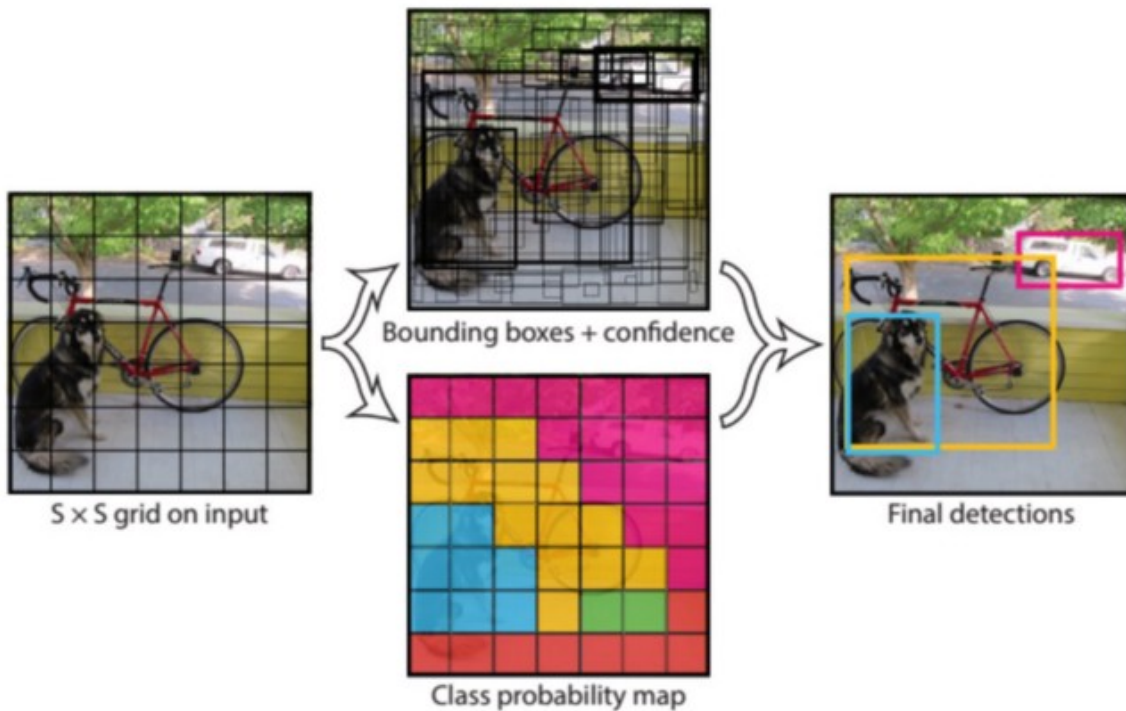 Bounding boxes + confidence
S × S grid on input
Final detections
Class probability map